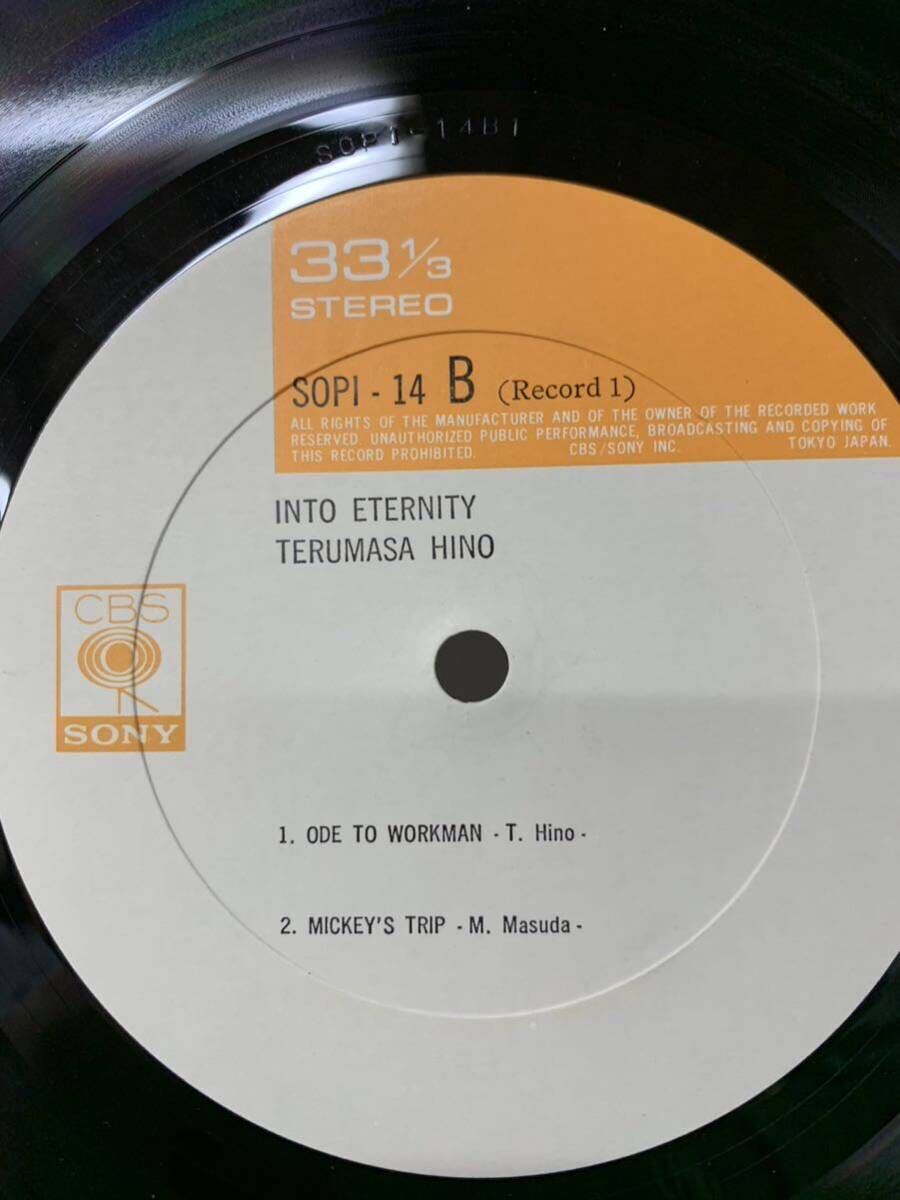 SOPI-14B1
33 1/3
STEREO
SOPI - 14 B (Record 1)
ALL RIGHTS OF THE MANUFACTURER AND OF THE OWNER OF THE RECORDED WORK
RESERVED. UNAUTHORIZED PUBLIC PERFORMANCE, BROADCASTING AND COPYING OF
THIS RECORD PROHIBITED. CBS/SONY INC. TOKYO JAPAN.
INTO ETERNITY
TERUMASA HINO
CBS
SONY
1. ODE TO WORKMAN - T. Hino -
2. MICKEY'S TRIP - M. Masuda -